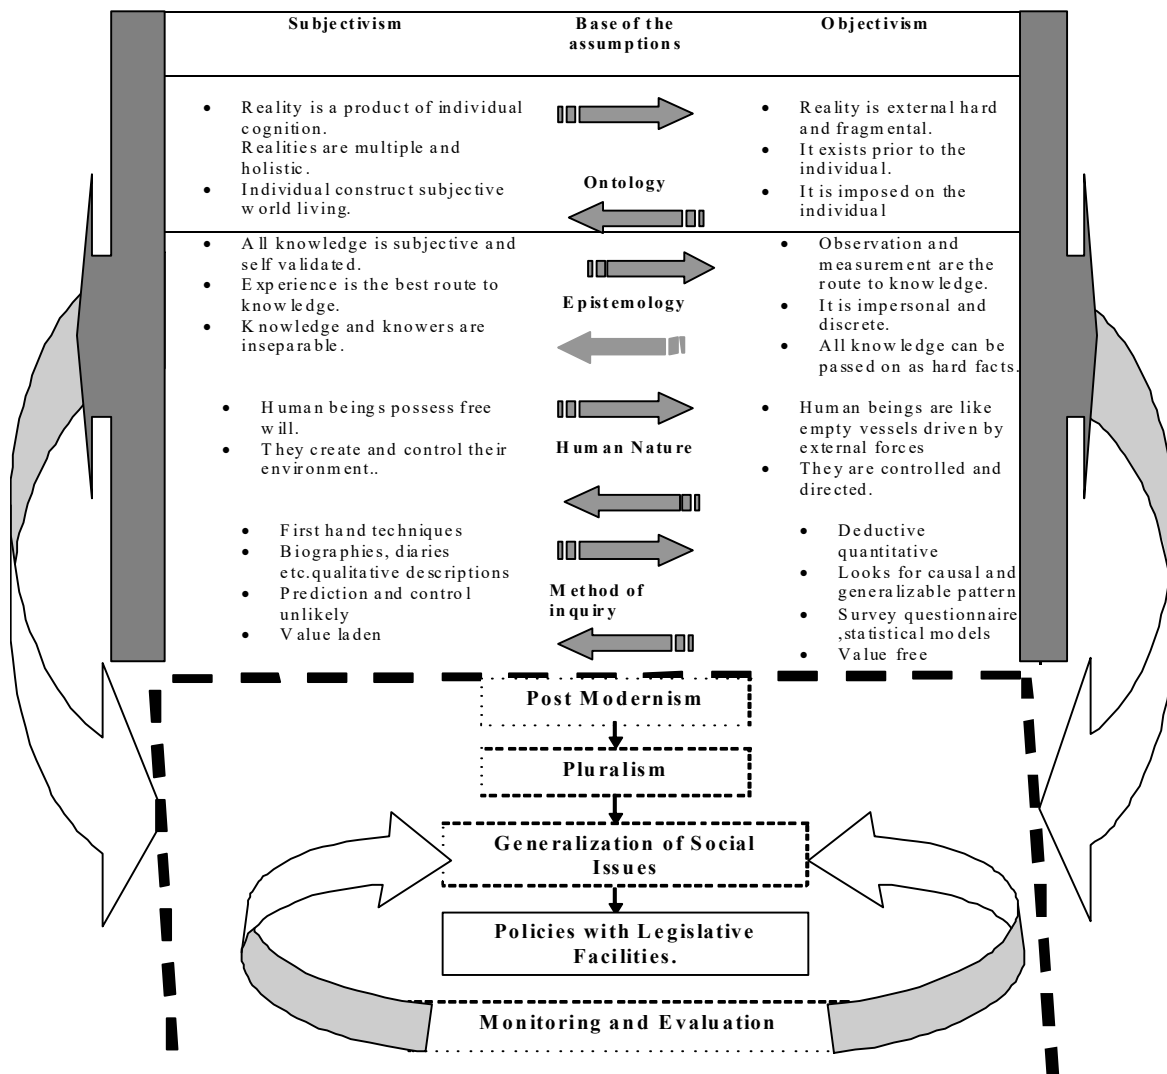 Subjectivism
Base of the
assumptions
Objectivism
• Reality is a product of individual
cognition.
Realities are multiple and
holistic.
• Individual construct subjective
world living.
Ontology
• Reality is external hard
and fragmental.
• It exists prior to the
individual.
• It is imposed on the
individual
• All knowledge is subjective and
self validated.
• Experience is the best route to
knowledge.
• Knowledge and knowers are
inseparable.
Epistemology
• Observation and
measurement are the
route to knowledge.
• It is impersonal and
discrete.
• All knowledge can be
passed on as hard facts.
• Human beings possess free
will.
• They create and control their
environment..
Human Nature
• Human beings are like
empty vessels driven by
external forces
• They are controlled and
directed.
• First hand techniques
• Biographies, diaries
etc.qualitative descriptions
• Prediction and control
unlikely
• Value laden
Method of
inquiry
• Deductive
quantitative
• Looks for causal and
generalizable pattern
• Survey questionnaire
,statistical models
• Value free
Post Modernism
Pluralism
Generalization of Social
Issues
Policies with Legislative
Facilities.
Monitoring and Evaluation